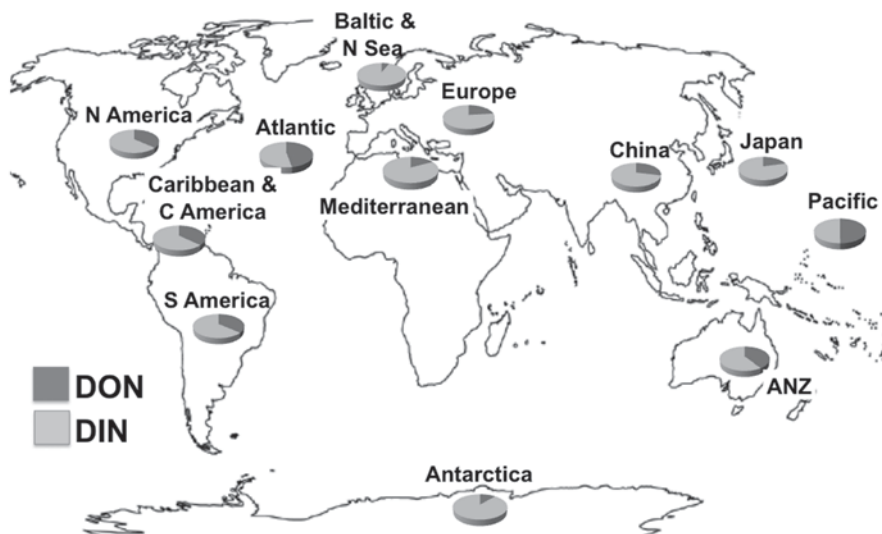 Baltic &
N Sea
Europe
N America
Atlantic
China
Japan
Caribbean &
C America
Mediterranean
Pacific
S America
DON
DIN
ANZ
Antarctica